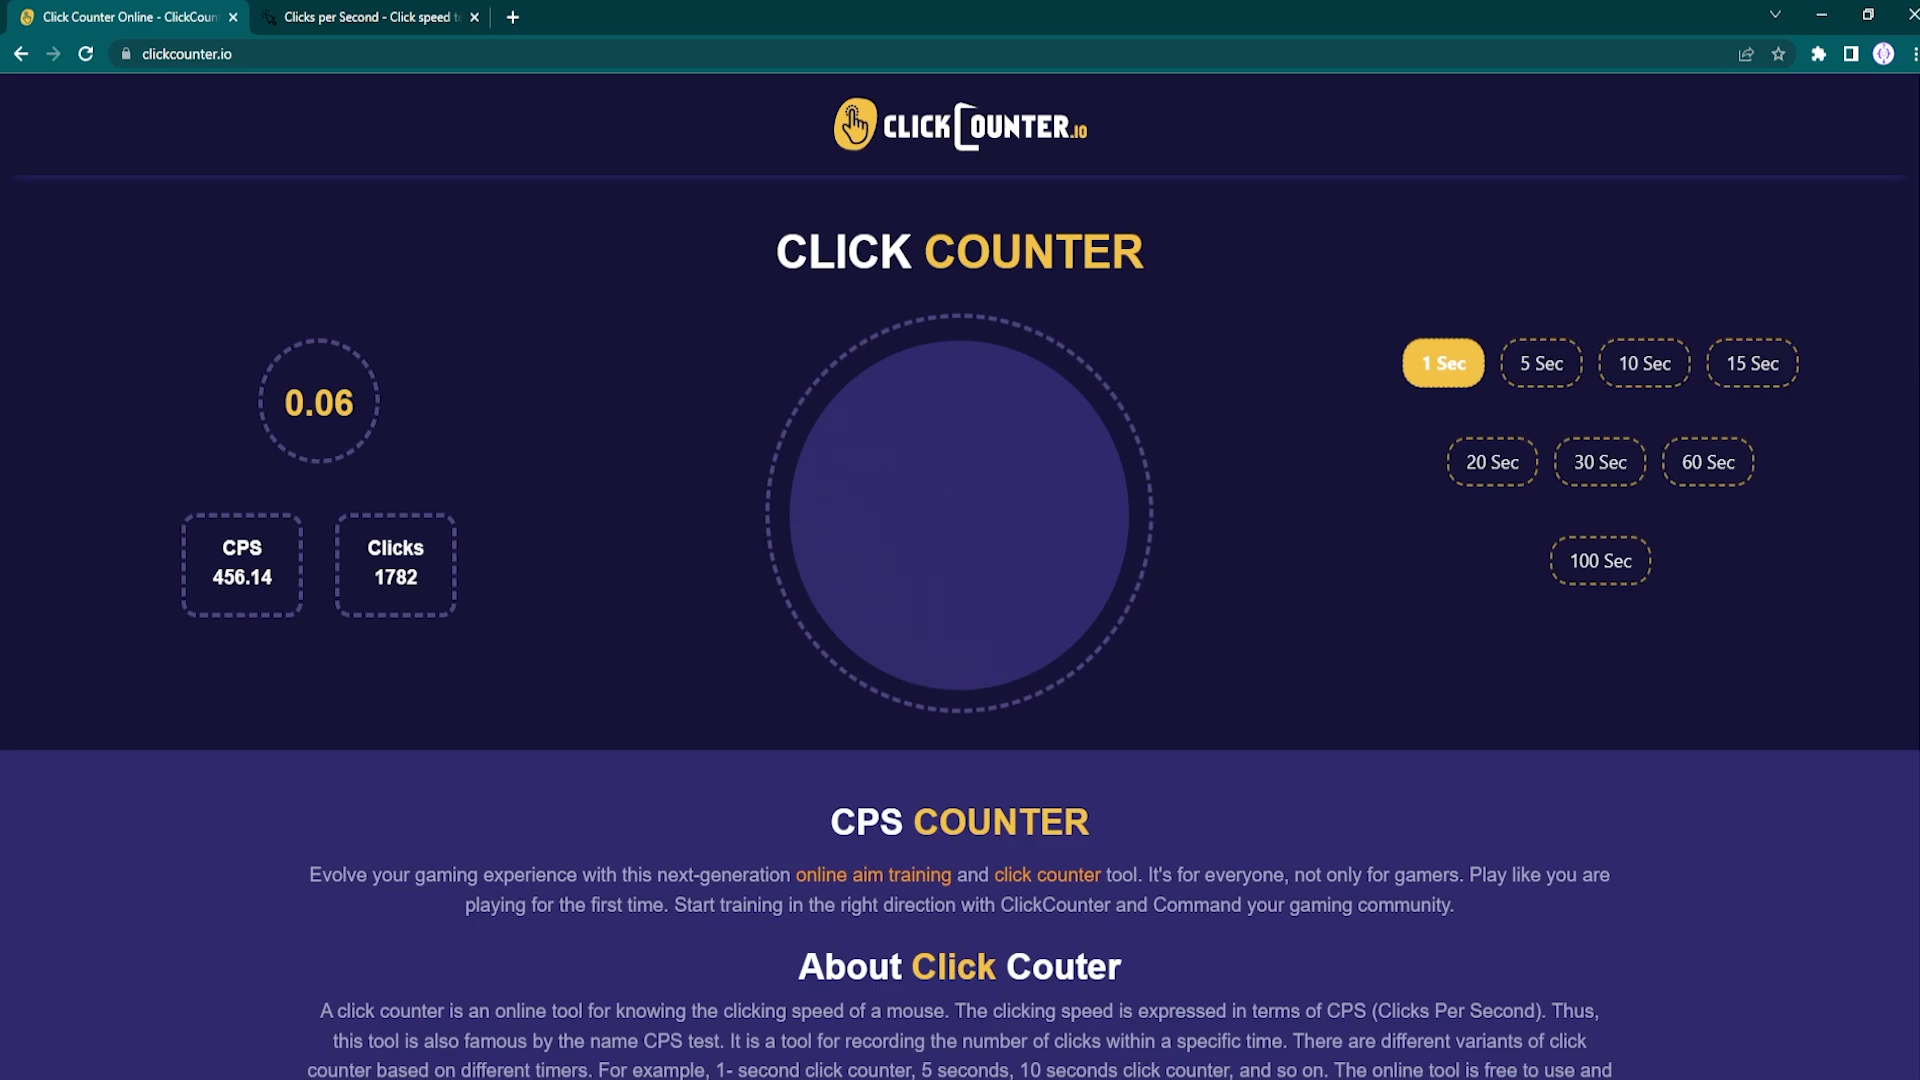 Click Counter Online - ClickCoun
Clicks per Second - Click speed t
clickcounter.io
CLICKCOUNTER.IO
CLICK COUNTER
0.06
CPS
456.14
Clicks
1782
1 Sec
5 Sec
10 Sec
15 Sec
20 Sec
30 Sec
60 Sec
100 Sec
CPS COUNTER
Evolve your gaming experience with this next-generation online aim training and click counter tool. It's for everyone, not only for gamers. Play like you are
playing for the first time. Start training in the right direction with ClickCounter and Command your gaming community.
About Click Couter
A click counter is an online tool for knowing the clicking speed of a mouse. The clicking speed is expressed in terms of CPS (Clicks Per Second). Thus,
this tool is also famous by the name CPS test. It is a tool for recording the number of clicks within a specific time. There are different variants of click
counter based on different timers. For example, 1- second click counter, 5 seconds, 10 seconds click counter, and so on. The online tool is free to use and